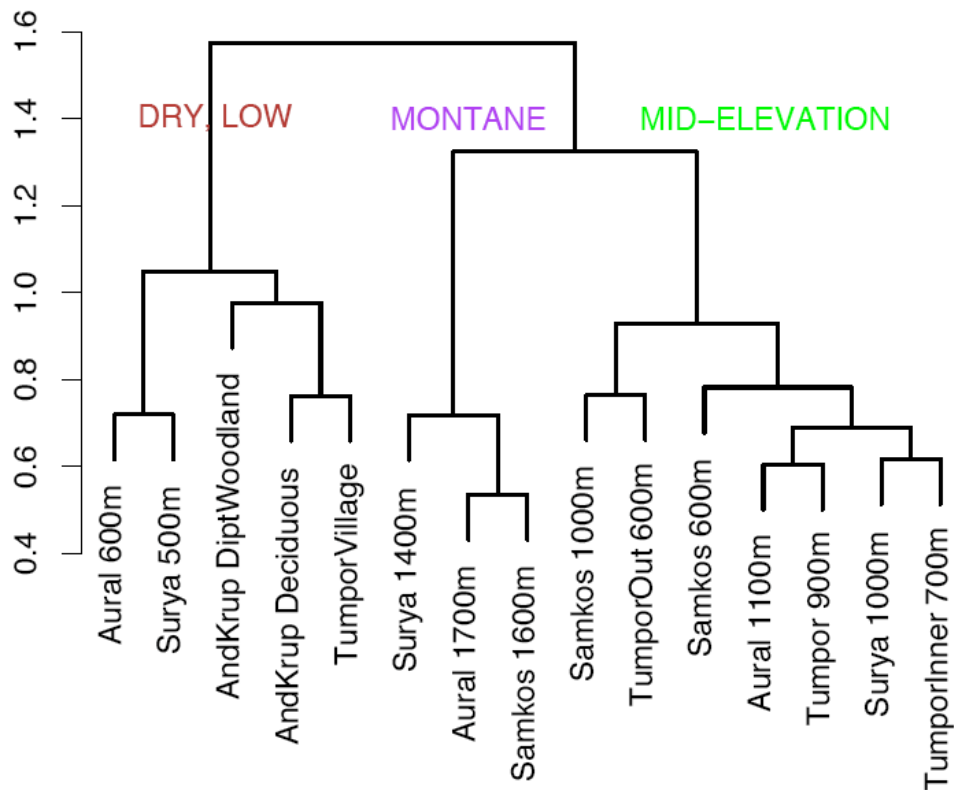 1.6
1.4
1.2
1.0
0.8
0.6
0.4
DRY, LOW
MONTANE
MID−ELEVATION
Aural 600m
Surya 500m
AndKrup DiptWoodland
AndKrup Deciduous
TumporVillage
Surya 1400m
Aural 1700m
Samkos 1600m
Samkos 1000m
TumporOut 600m
Samkos 600m
Aural 1100m
Tumpor 900m
Surya 1000m
TumporInner 700m